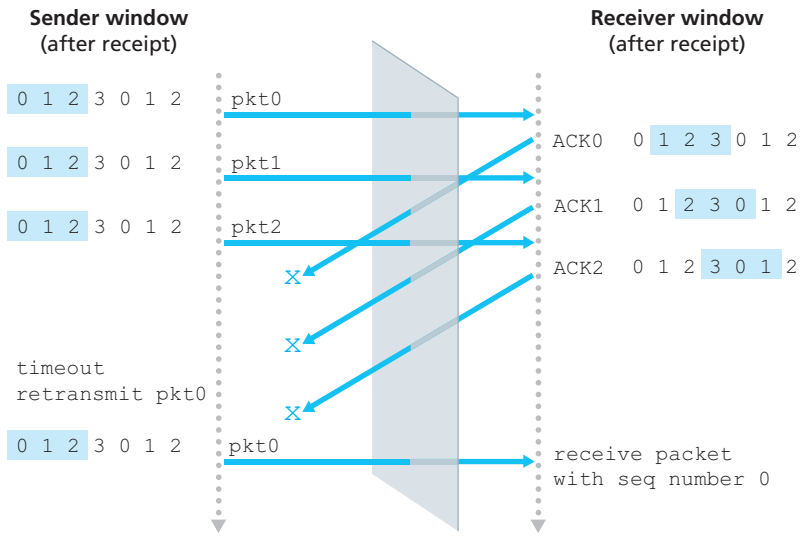 Sender window
(after receipt)
Receiver window
(after receipt)
0 1 2 3 0 1 2
pkt0
ACK0 0 1 2 3 0 1 2
0 1 2 3 0 1 2
pkt1
ACK1 0 1 2 3 0 1 2
0 1 2 3 0 1 2
pkt2
ACK2 0 1 2 3 0 1 2
X
X
timeout
retransmit pkt0
X
0 1 2 3 0 1 2
pkt0
receive packet
with seq number 0